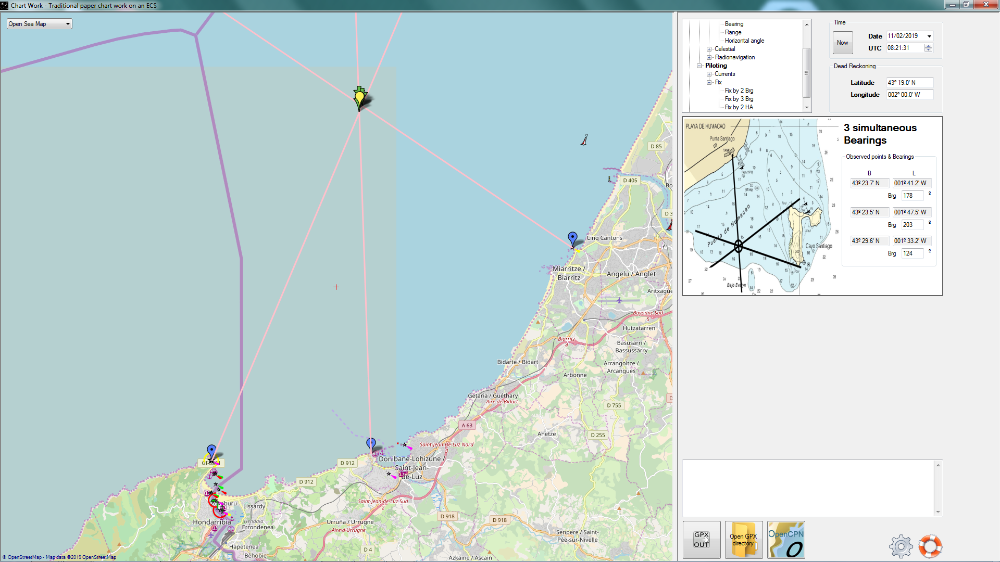 Chart Work - Traditional paper chart work on an ECS
Open Sea Map
D 85
D 405
Cinq Cantons
Miarritze /
Biarritz
Angelu / Anglet
Bayonne Sud
5
Hutzatarren
Biarritz
4
Basusarri /
Bassussarry
Bidarte / Bidart
Arrangoitze /
Arcangues
Arbonne
Getaria / Guéthary
Aire de Bidart
D 755
A 63
Ahetze
D 255
Saint-Jean-De-Luz Nord
3
D 912
Donibane-Lohizune /
Saint-Jean-
de-Luz
D 912
Saint-Jean-de-Luz Sud
2
Lissardy
Hondarribia
Hendaia
Errondenea
Urruña / Urrugne
Aire d'Urrugne
D 918
D 918
Senpere / Saint-
Pée-sur-Nivelle
Hapetenea
Béhobie
D 4
Azkaine / Ascain
© OpenStreetMap - Map data ©2019 OpenStreetMap
Bearing
Range
Horizontal angle
Celestial
Radionavigation
Piloting
Currents
Fix
Fix by 2 Brg
Fix by 3 Brg
Fix by 2 HA
Time
Now
Date 11/02/2019
UTC 08:21:31
Dead Reckoning
Latitude 43º 19.0' N
Longitude 002º 00.0' W
PLAYA DE HUMACAO
Punta Santiago
TANK
Puerto de Humacao
Cayo Santiago
Bajo Evelyn
3 simultaneous
Bearings
Observed points & Bearings
B L
43º 23.7' N 001º 41.2' W
Brg 178 º
43º 23.5' N 001º 47.5' W
Brg 203 º
43º 29.6' N 001º 33.2' W
Brg 124 º
GPX
OUT
Open GPX
directory
OpenCPN